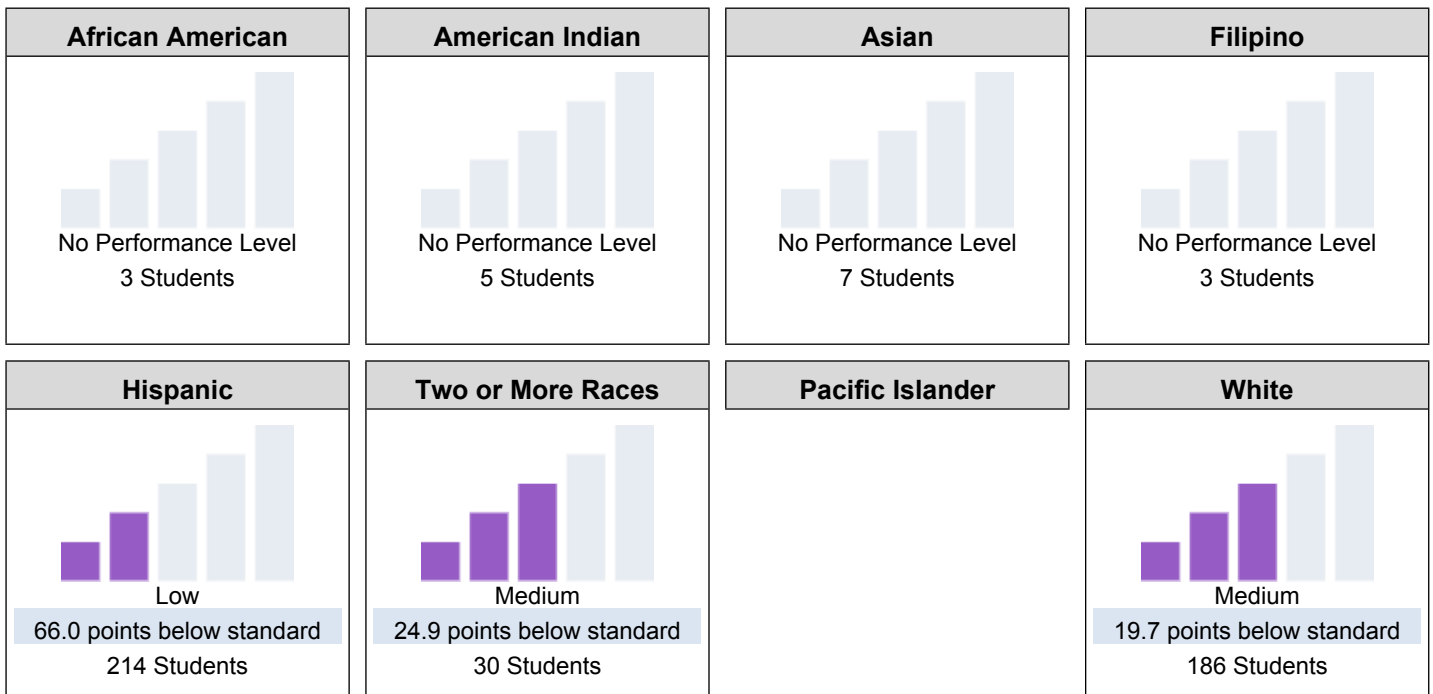 African American
No Performance Level
3 Students
American Indian
No Performance Level
5 Students
Asian
No Performance Level
7 Students
Filipino
No Performance Level
3 Students
Hispanic
Low
66.0 points below standard
214 Students
Two or More Races
Medium
24.9 points below standard
30 Students
Pacific Islander
White
Medium
19.7 points below standard
186 Students